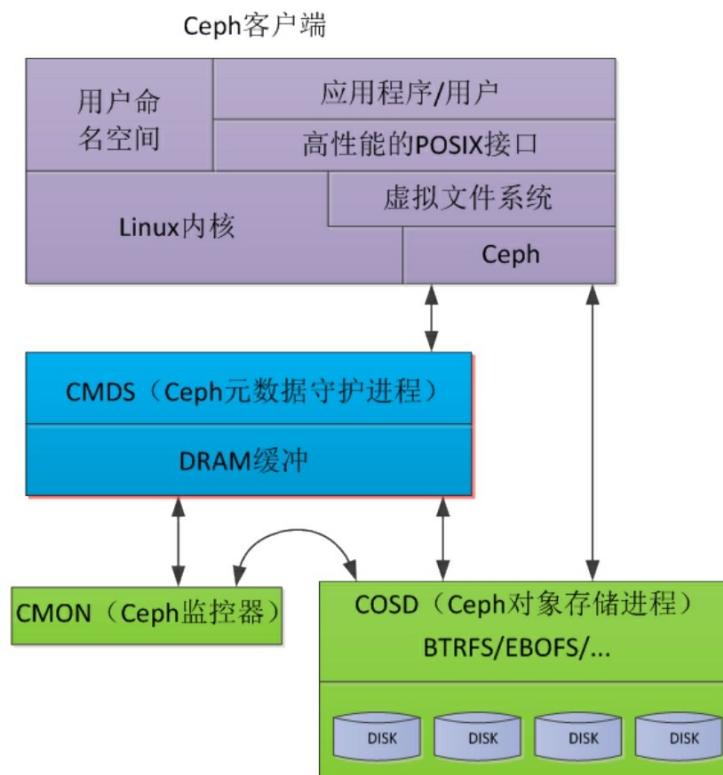 Ceph客户端
用户命
名空间
应用程序/用户
高性能的POSIX接口
虚拟文件系统
Linux内核
Ceph
CMDS（Ceph元数据守护进程）
DRAM缓冲
CMON（Ceph监控器）
COSD（Ceph对象存储进程）
BTRFS/EBOFS/...
DISK
DISK
DISK
DISK